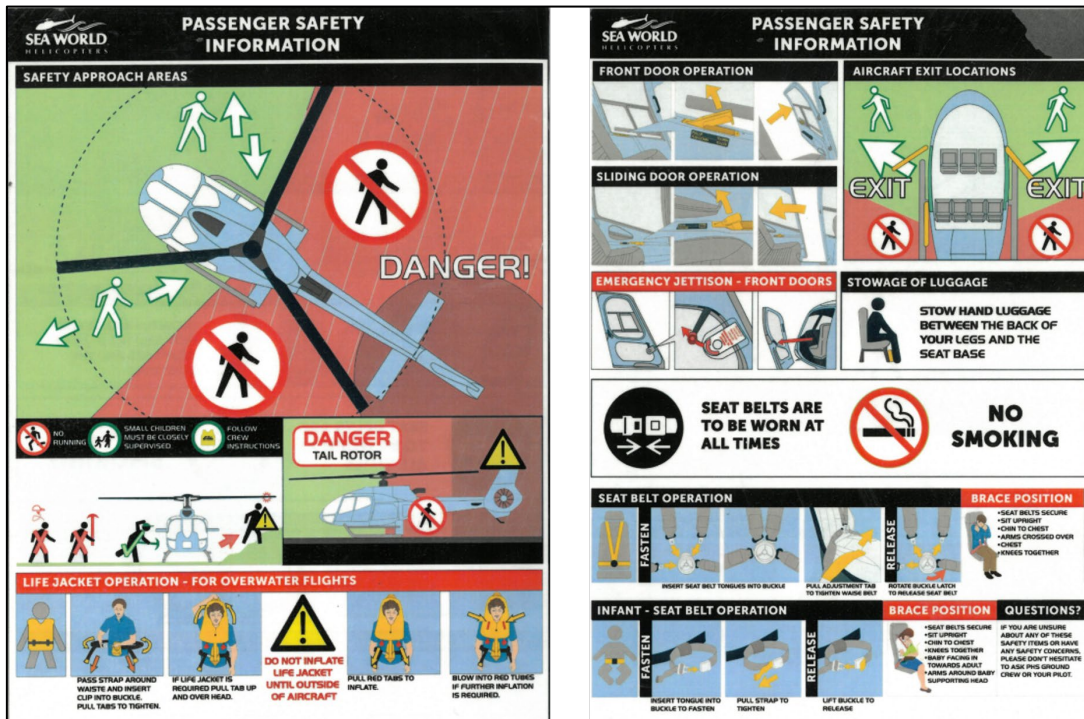 SEA WORLD
HELICOPTERS
PASSENGER SAFETY
INFORMATION
SAFETY APPROACH AREAS
DANGER!
NO
RUNNING
SMALL CHILDREN
MUST BE CLOSELY
SUPERVISED
FOLLOW
CREW
INSTRUCTIONS
DANGER
TAIL ROTOR
LIFE JACKET OPERATION - FOR OVERWATER FLIGHTS
PASS STRAP AROUND
WAISTE AND INSERT
CLIP INTO BUCKLE.
PULL TABS TO TIGHTEN.
IF LIFE JACKET IS
REQUIRED PULL TAB UP
AND OVER HEAD.
DO NOT INFLATE
LIFE JACKET
UNTIL OUTSIDE
OF AIRCRAFT
PULL RED TABS TO
INFLATE.
BLOW INTO RED TUBES
IF FURTHER INFLATION
IS REQUIRED.
SEA WORLD
HELICOPTERS
PASSENGER SAFETY
INFORMATION
FRONT DOOR OPERATION
SLIDING DOOR OPERATION
AIRCRAFT EXIT LOCATIONS
EXIT
EXIT
EMERGENCY JETTISON - FRONT DOORS
STOWAGE OF LUGGAGE
STOW HAND LUGGAGE
BETWEEN THE BACK OF
YOUR LEGS AND THE
SEAT BASE
SEAT BELTS ARE
TO BE WORN AT
ALL TIMES
NO
SMOKING
SEAT BELT OPERATION
FASTEN
INSERT SEAT BELT TONGUES INTO BUCKLE
PULL ADJUSTMENT TAB
TO TIGHTEN WAISE BELT
RELEASE
ROTATE BUCKLE LATCH
TO RELEASE SEAT BELT
BRACE POSITION
•SEAT BELTS SECURE
•SIT UPRIGHT
•CHIN TO CHEST
•ARMS CROSSED OVER
•CHEST
•KNEES TOGETHER
INFANT - SEAT BELT OPERATION
FASTEN
INSERT TONGUE INTO
BUCKLE TO FASTEN
PULL STRAP TO
TIGHTEN
RELEASE
LIFT BUCKLE TO
RELEASE
BRACE POSITION
•SEAT BELTS SECURE
•SIT UPRIGHT
•CHIN TO CHEST
•KNEES TOGETHER
•BABY FACING IN
TOWARDS ADULT
•ARMS AROUND BABY
SUPPORTING HEAD
QUESTIONS?
IF YOU ARE UNSURE
ABOUT ANY OF THESE
SAFETY ITEMS OR HAVE
ANY SAFETY CONCERNS,
PLEASE DON'T HESITATE
TO ASK PHS GROUND
CREW OR YOUR PILOT.